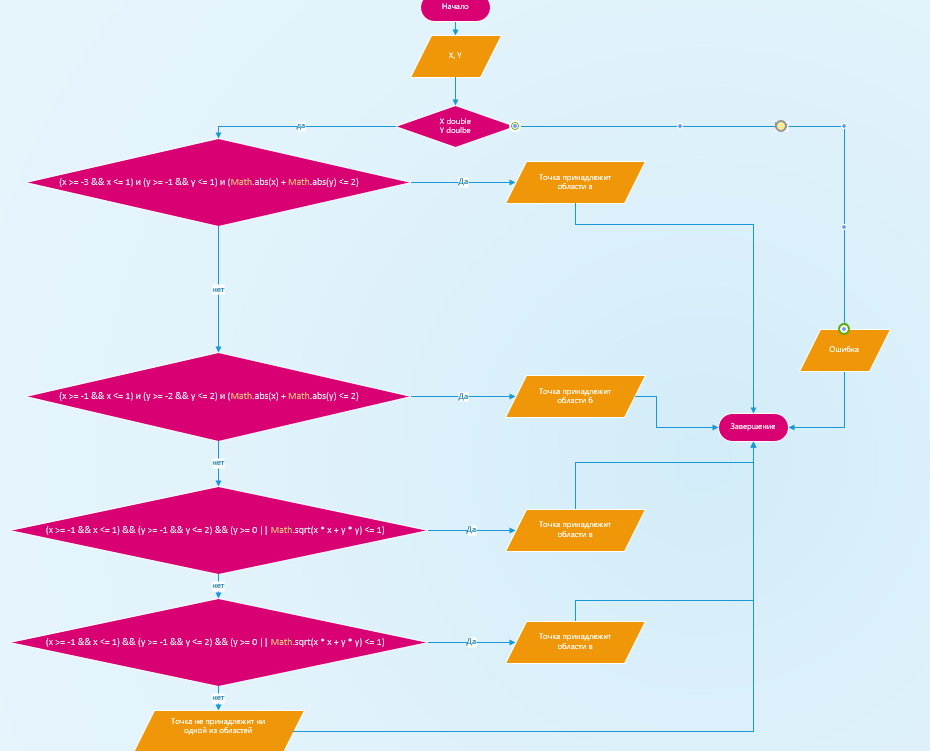 Начало
X, Y
X double
Y doulbe
да
(x >= -3 && x <= 1) и (y >= -1 && y <= 1) и (Math.abs(x) + Math.abs(y) <= 2)
Да
Точка принадлежит
области а
нет
Ошибка
(x >= -1 && x <= 1) и (y >= -2 && y <= 2) и (Math.abs(x) + Math.abs(y) <= 2)
Да
Точка принадлежит
области б
Завершение
нет
(x >= -1 && x <= 1) && (y >= -1 && y <= 2) && (y >= 0 || Math.sqrt(x * x + y * y) <= 1)
Да
Точка принадлежит
области в
нет
(x >= -1 && x <= 1) && (y >= -1 && y <= 2) && (y >= 0 || Math.sqrt(x * x + y * y) <= 1)
Да
Точка принадлежит
области в
нет
Точка не принадлежит ни
одной из областей